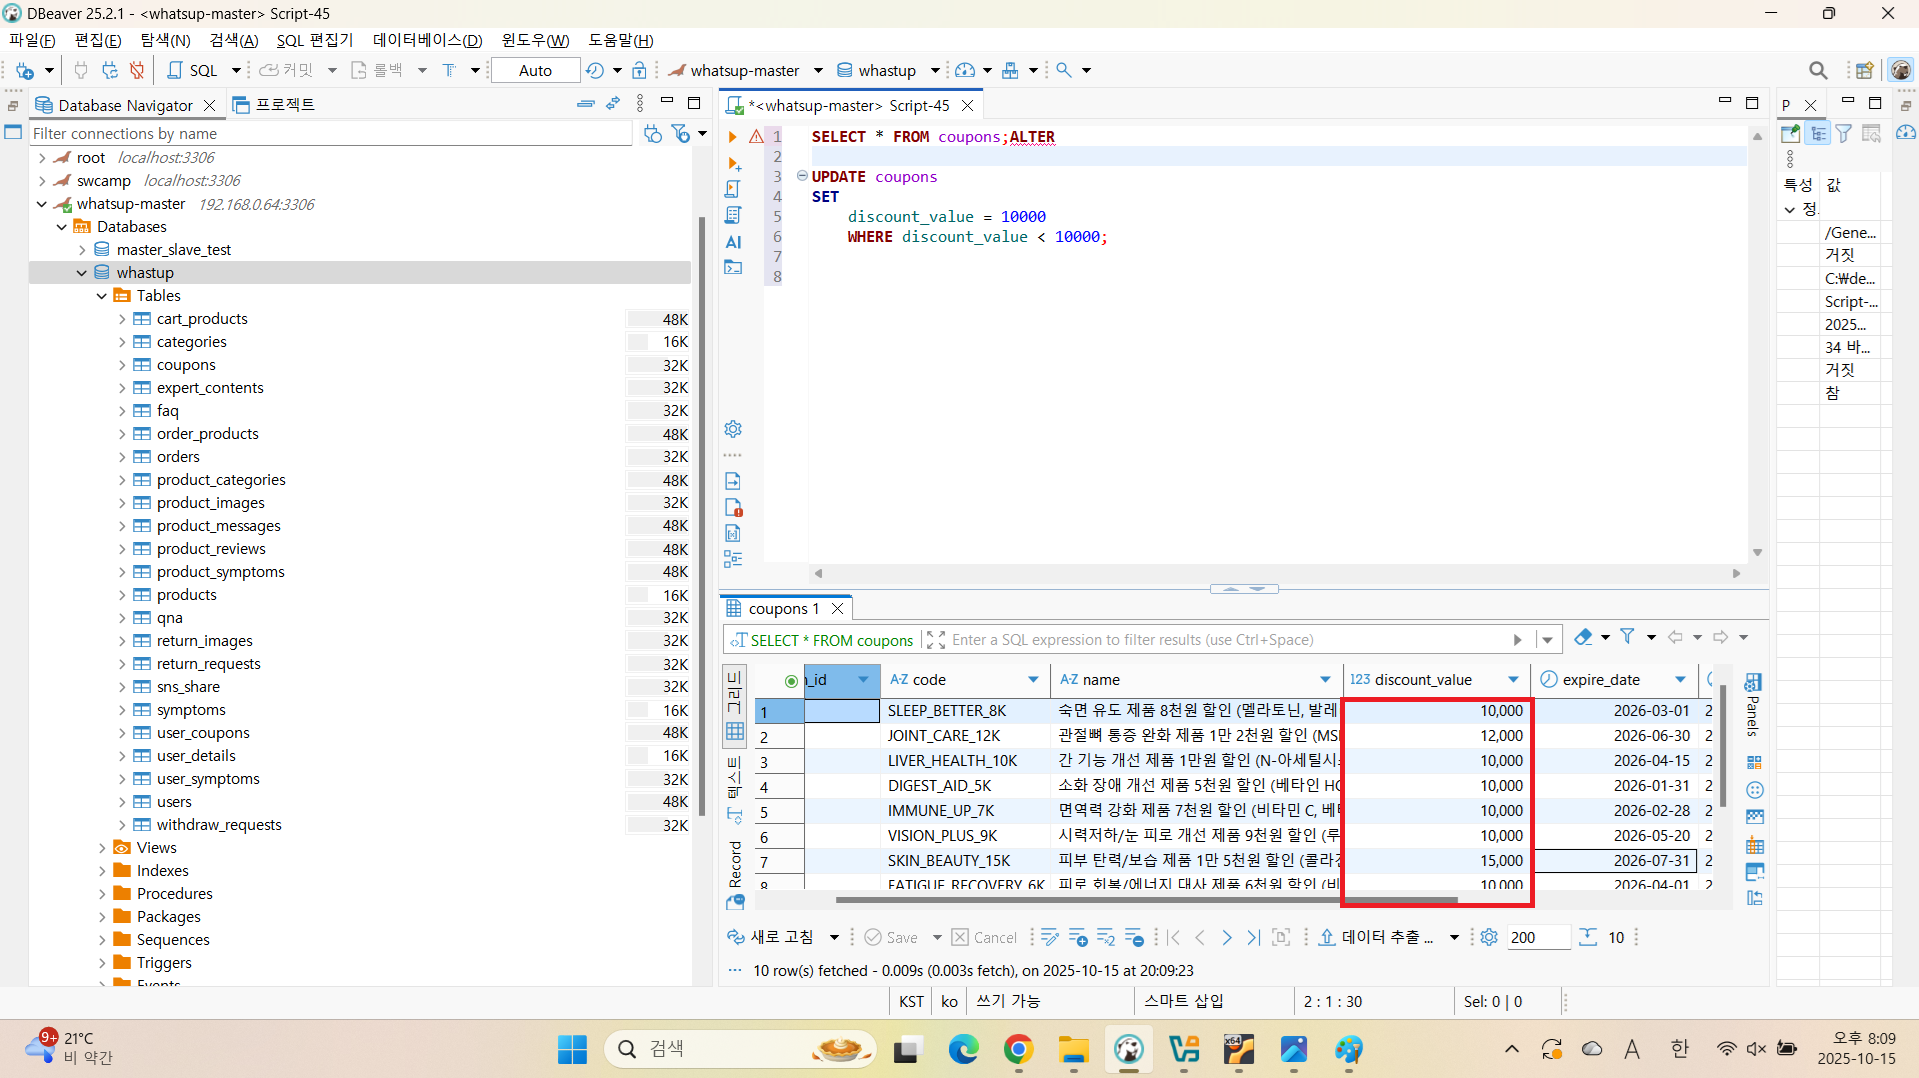 DBeaver 25.2.1 - <whatsup-master> Script-45
파일(F) 편집(E) 탐색(N) 검색(A) SQL 편집기 데이터베이스(D) 윈도우(W) 도움말(H)
SQL 커밋 롤백 T Auto whatsup-master whastup
Database Navigator 프로젝트
Filter connections by name
root localhost:3306
swcamp localhost:3306
whatsup-master 192.168.0.64:3306
Databases
master_slave_test
whastup
Tables
cart_products 48K
categories 16K
coupons 32K
expert_contents 32K
faq 32K
order_products 48K
orders 32K
product_categories 48K
product_images 32K
product_messages 48K
product_reviews 48K
product_symptoms 48K
products 16K
qna 32K
return_images 32K
return_requests 32K
sns_share 32K
symptoms 16K
user_coupons 48K
user_details 16K
user_symptoms 32K
users 48K
withdraw_requests 32K
Views
Indexes
Procedures
Packages
Sequences
Triggers
Events
*<whatsup-master> Script-45
1 SELECT * FROM coupons;ALTER
2
3 UPDATE coupons
4 SET
5 discount_value = 10000
6 WHERE discount_value < 10000;
7
8
AI
P
특성 값
정.
/Gene...
거짓
C:₩de...
Script-...
2025...
34 바...
거짓
참
coupons 1
SELECT * FROM coupons Enter a SQL expression to filter results (use Ctrl+Space)
그리드
텍스트
Record
Panels
_id A-Z code A-Z name 123 discount_value expire_date
1 SLEEP_BETTER_8K 숙면 유도 제품 8천원 할인 (멜라토닌, 발레 10,000 2026-03-01 2
2 JOINT_CARE_12K 관절뼈 통증 완화 제품 1만 2천원 할인 (MS 12,000 2026-06-30 2
3 LIVER_HEALTH_10K 간 기능 개선 제품 1만원 할인 (N-아세틸시 10,000 2026-04-15 2
4 DIGEST_AID_5K 소화 장애 개선 제품 5천원 할인 (베타인 HC 10,000 2026-01-31 2
5 IMMUNE_UP_7K 면역력 강화 제품 7천원 할인 (비타민 C, 베 10,000 2026-02-28 2
6 VISION_PLUS_9K 시력저하/눈 피로 개선 제품 9천원 할인 (루 10,000 2026-05-20 2
7 SKIN_BEAUTY_15K 피부 탄력/보습 제품 1만 5천원 할인 (콜라 15,000 2026-07-31 2
8 FATIGUE_RECOVERY_6K 피로 회복/에너지 대사 제품 6천원 할인 (비 10,000 2026-04-01 2
새로 고침 Save Cancel 데이터 추출 ... 200 10
10 row(s) fetched - 0.009s (0.003s fetch), on 2025-10-15 at 20:09:23
KST ko 쓰기 가능 스마트 삽입 2 : 1 : 30 Sel: 0 | 0
9+ 21°C
비 약간
검색
x64
A 한
오후 8:09
2025-10-15